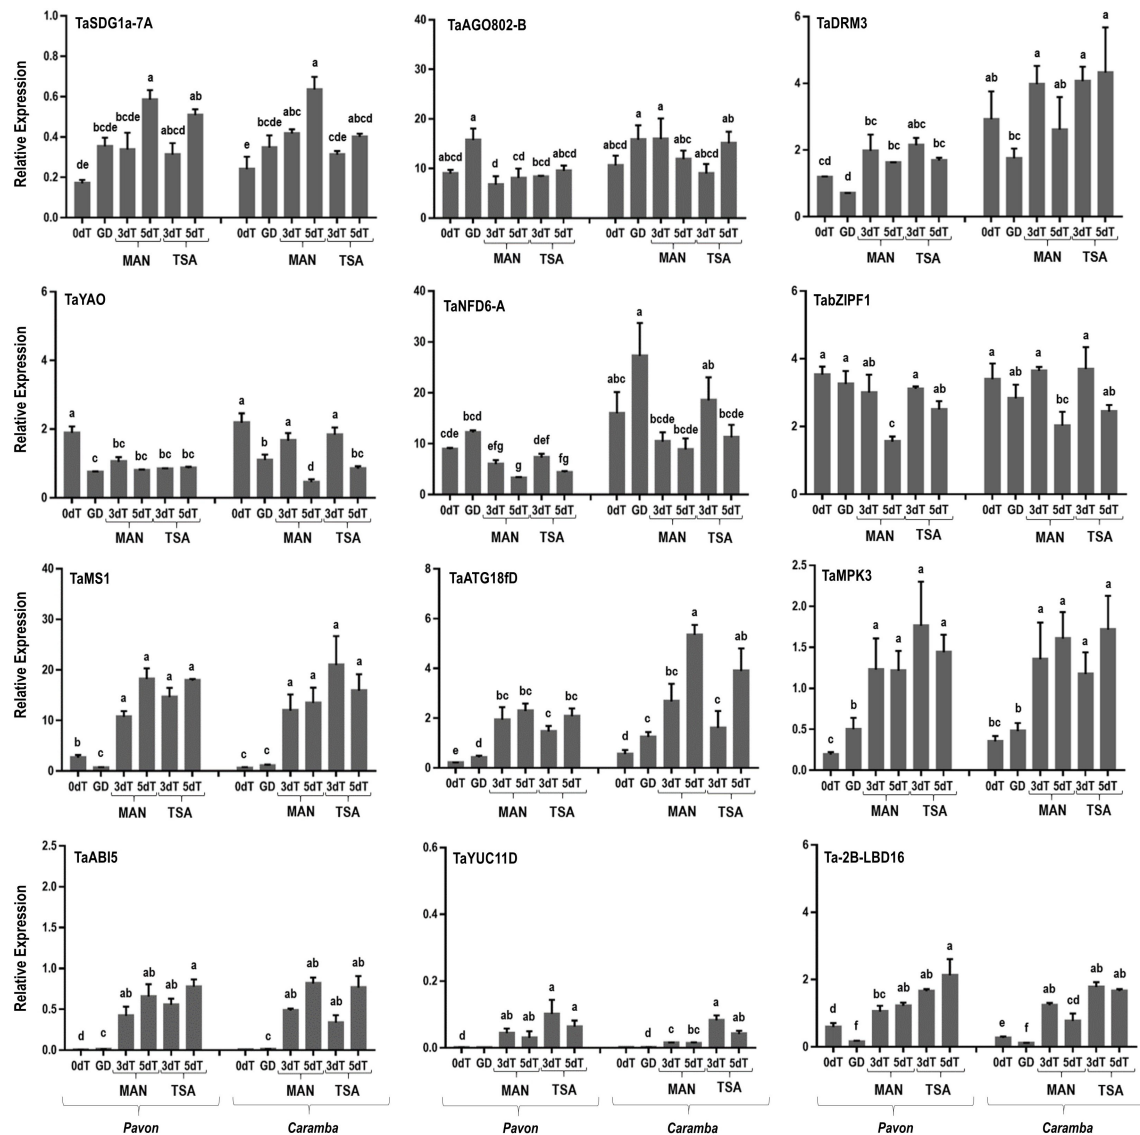 TaSDG1a-7A
Relative Expression
1.0
0.8
0.6
0.4
0.2
0.0
de bcde bcde a abcd ab e bcde abc a cde abcd
0dT GD 3dT 5dT 3dT 5dT 0dT GD 3dT 5dT 3dT 5dT
MAN TSA MAN TSA
TaAGO802-B
40
30
20
10
0
abcd a d cd bcd abcd abcd a a abc abcd ab
0dT GD 3dT 5dT 3dT 5dT 0dT GD 3dT 5dT 3dT 5dT
MAN TSA MAN TSA
TaDRM3
6
4
2
0
cd d bc bc abc bc ab bc a abc a a
0dT GD 3dT 5dT 3dT 5dT 0dT GD 3dT 5dT 3dT 5dT
MAN TSA MAN TSA
TaYAO
Relative Expression
6
4
2
0
a c bc bc bc bc a b a d a bc
0dT GD 3dT 5dT 3dT 5dT 0dT GD 3dT 5dT 3dT 5dT
MAN TSA MAN TSA
TaNFD6-A
40
30
20
10
0
cde bcd efg g def fg abc a bcde bcde ab bcde
0dT GD 3dT 5dT 3dT 5dT 0dT GD 3dT 5dT 3dT 5dT
MAN TSA MAN TSA
TabZIPF1
6
4
2
0
a a ab c a ab a ab a bc a ab
0dT GD 3dT 5dT 3dT 5dT 0dT GD 3dT 5dT 3dT 5dT
MAN TSA MAN TSA
TaMS1
Relative Expression
40
30
20
10
0
b c a a a a c c a a a a
0dT GD 3dT 5dT 3dT 5dT 0dT GD 3dT 5dT 3dT 5dT
MAN TSA MAN TSA
TaATG18fD
8
6
4
2
0
e d bc bc c bc d c bc a c ab
0dT GD 3dT 5dT 3dT 5dT 0dT GD 3dT 5dT 3dT 5dT
MAN TSA MAN TSA
TaMPK3
2.5
2.0
1.5
1.0
0.5
0.0
c b a a a a bc b a a a a
0dT GD 3dT 5dT 3dT 5dT 0dT GD 3dT 5dT 3dT 5dT
MAN TSA MAN TSA
TaABI5
Relative Expression
2.5
2.0
1.5
1.0
0.5
0.0
d c ab ab ab a d c ab ab ab ab
0dT GD 3dT 5dT 3dT 5dT 0dT GD 3dT 5dT 3dT 5dT
MAN TSA MAN TSA
Pavon Caramba
TaYUC11D
0.6
0.4
0.2
0.0
d ab ab a a d c bc a ab
0dT GD 3dT 5dT 3dT 5dT 0dT GD 3dT 5dT 3dT 5dT
MAN TSA MAN TSA
Pavon Caramba
Ta-2B-LBD16
6
4
2
0
d f bc ab ab a e f ab cd ab ab
0dT GD 3dT 5dT 3dT 5dT 0dT GD 3dT 5dT 3dT 5dT
MAN TSA MAN TSA
Pavon Caramba